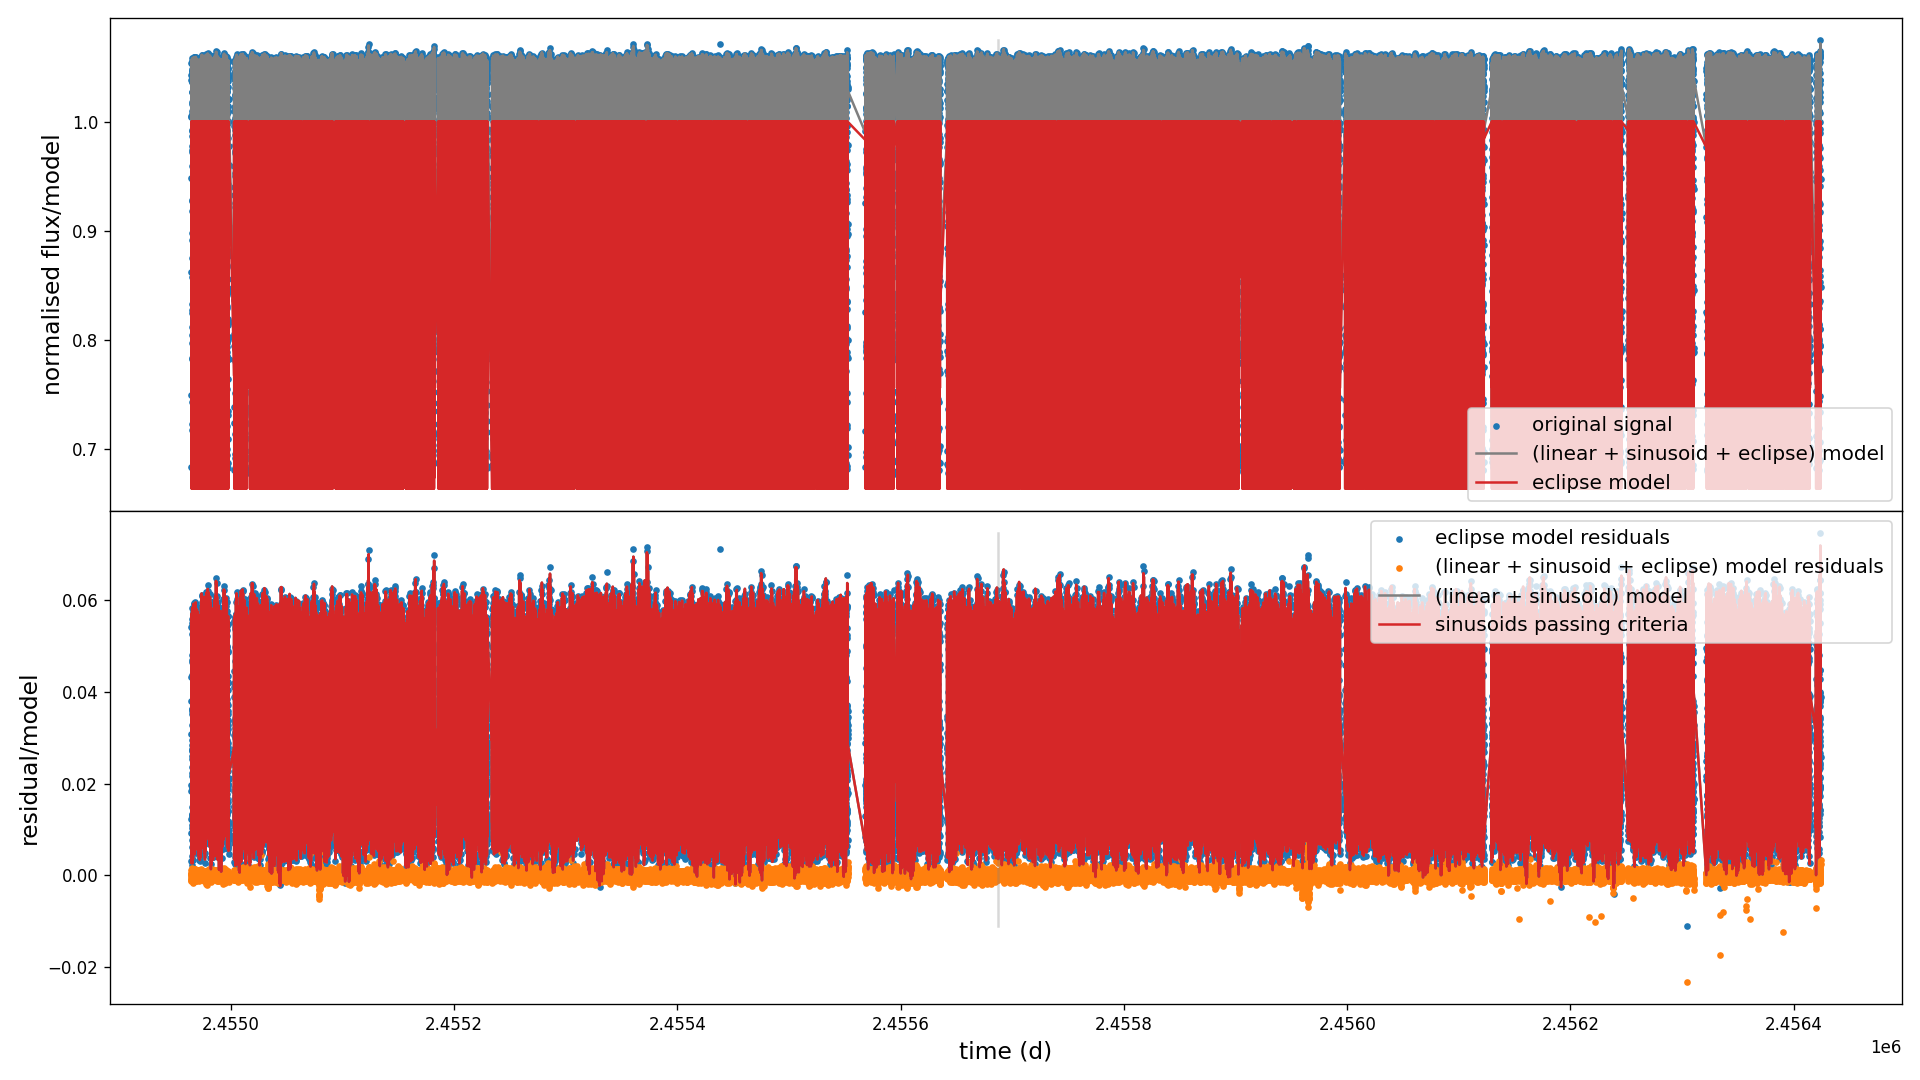 normalised flux/model
1.0
0.9
0.8
0.7
original signal
(linear + sinusoid + eclipse) model
eclipse model
residual/model
0.06
0.04
0.02
0.00
−0.02
eclipse model residuals
(linear + sinusoid + eclipse) model residuals
(linear + sinusoid) model
sinusoids passing criteria
2.4550 2.4552 2.4554 2.4556 2.4558 2.4560 2.4562 2.4564
1e6
time (d)